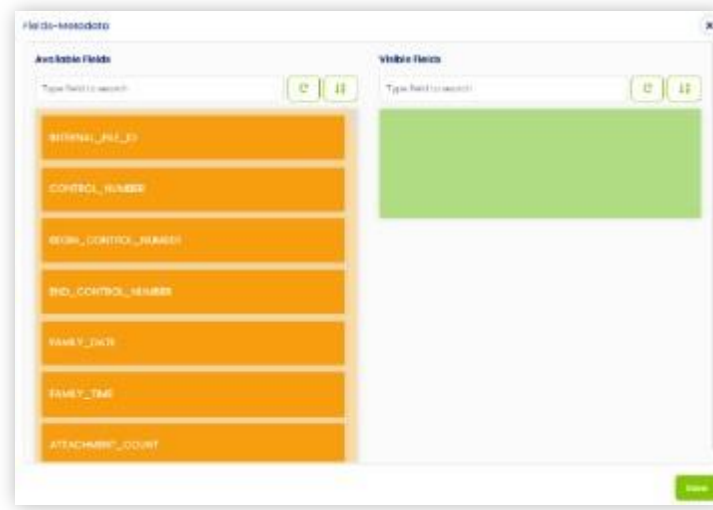 Fields-Metadata
Available Fields
Visible Fields
Type field to search
Type field to search
INTERNAL_FILE_ID
CONTROL_NUMBER
BEGIN_CONTROL_NUMBER
END_CONTROL_NUMBER
FAMILY_DATE
FAMILY_TIME
ATTACHMENT_COUNT
Save